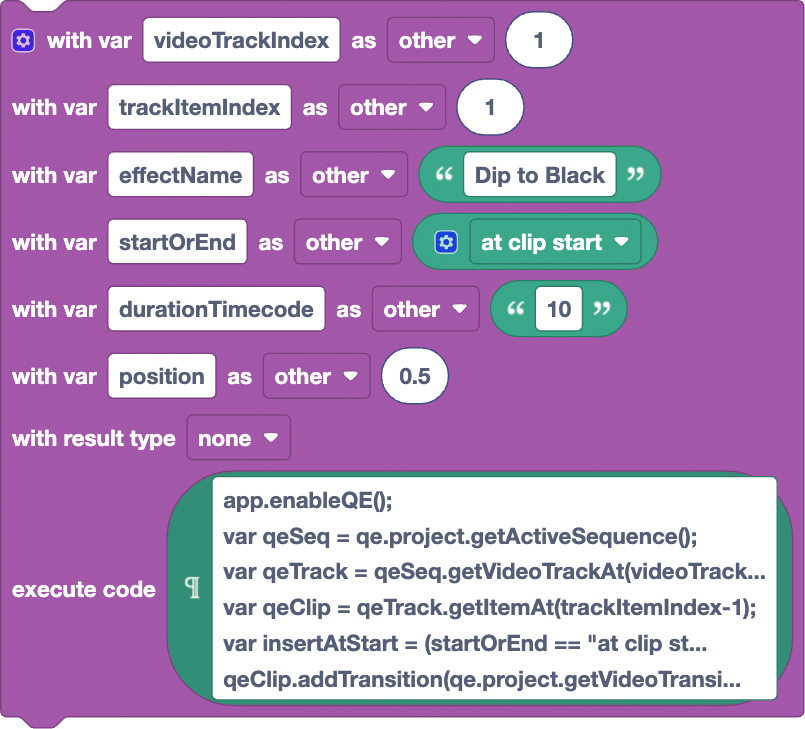 with var videoTrackIndex as other 1
with var trackItemIndex as other 1
with var effectName as other “ Dip to Black ”
with var startOrEnd as other at clip start
with var durationTimecode as other “ 10 ”
with var position as other 0.5
with result type none
execute code ¶
app.enableQE();
var qeSeq = qe.project.getActiveSequence();
var qeTrack = qeSeq.getVideoTrackAt(videoTrack...
var qeClip = qeTrack.getItemAt(trackItemIndex-1);
var insertAtStart = (startOrEnd == "at clip st...
qeClip.addTransition(qe.project.getVideoTransi...